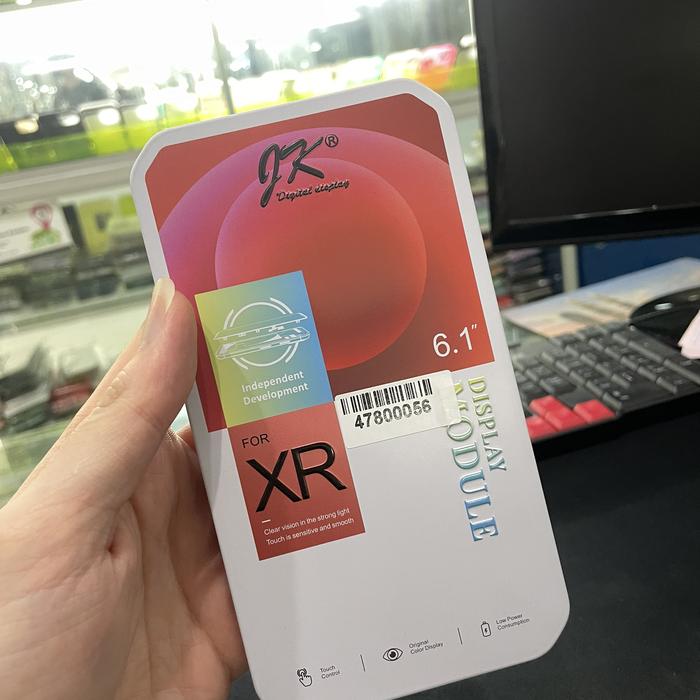 JK®
Digital display
6.1"
Independent
Development
47800056
DISPLAY
MODULE
FOR
XR
Clear vision in the strong light
Touch is sensitive and smooth
Touch
Control
Original
Color Display
Low Power
Consumption